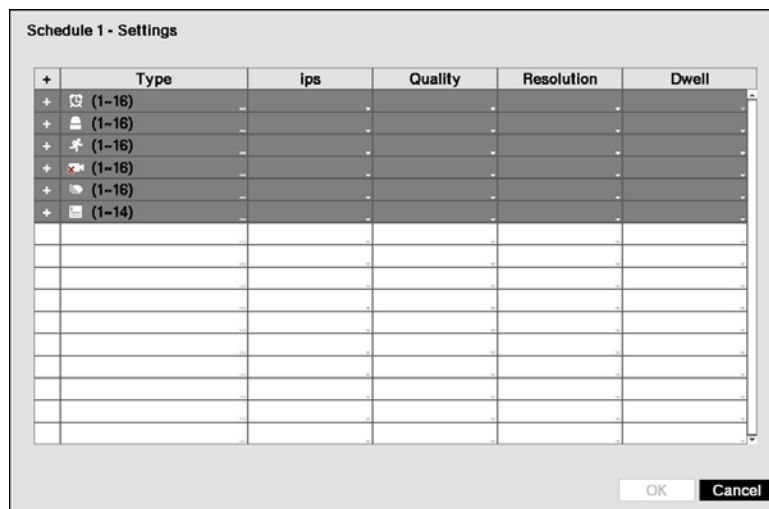 Schedule 1 - Settings
+ Type ips Quality Resolution Dwell
+ (1~16)
+ (1~16)
+ (1~16)
+ (1~16)
+ (1~16)
+ (1~14)
OK Cancel